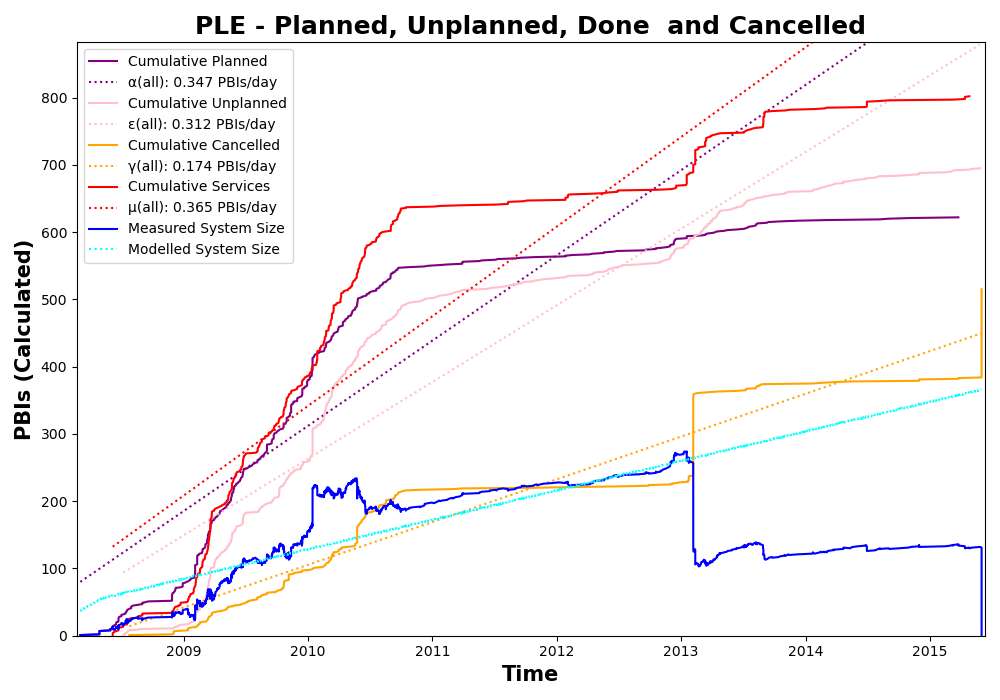 PLE - Planned, Unplanned, Done  and Cancelled
Cumulative Planned
α(all): 0.347 PBIs/day
Cumulative Unplanned
ε(all): 0.312 PBIs/day
Cumulative Cancelled
γ(all): 0.174 PBIs/day
Cumulative Services
μ(all): 0.365 PBIs/day
Measured System Size
Modelled System Size
PBIs (Calculated)
800
700
600
500
400
300
200
100
0
2009 2010 2011 2012 2013 2014 2015
Time